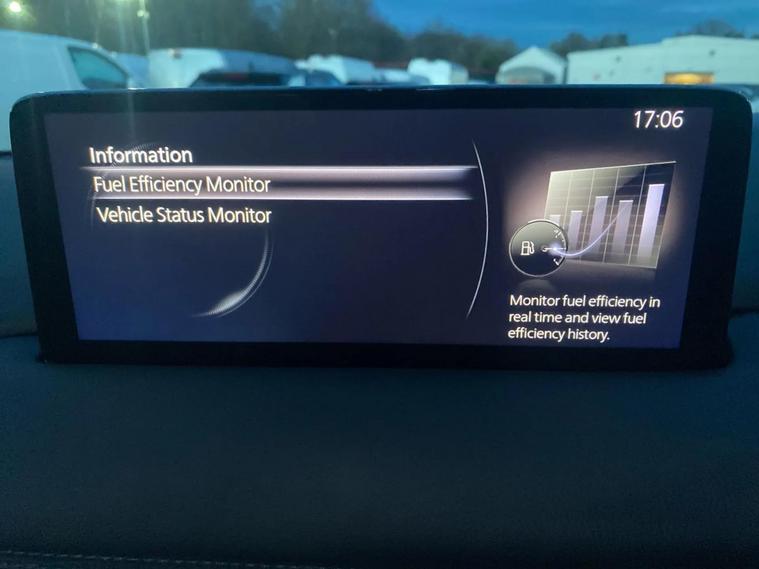 17:06
Information
Fuel Efficiency Monitor
Vehicle Status Monitor
Monitor fuel efficiency in
real time and view fuel
efficiency history.